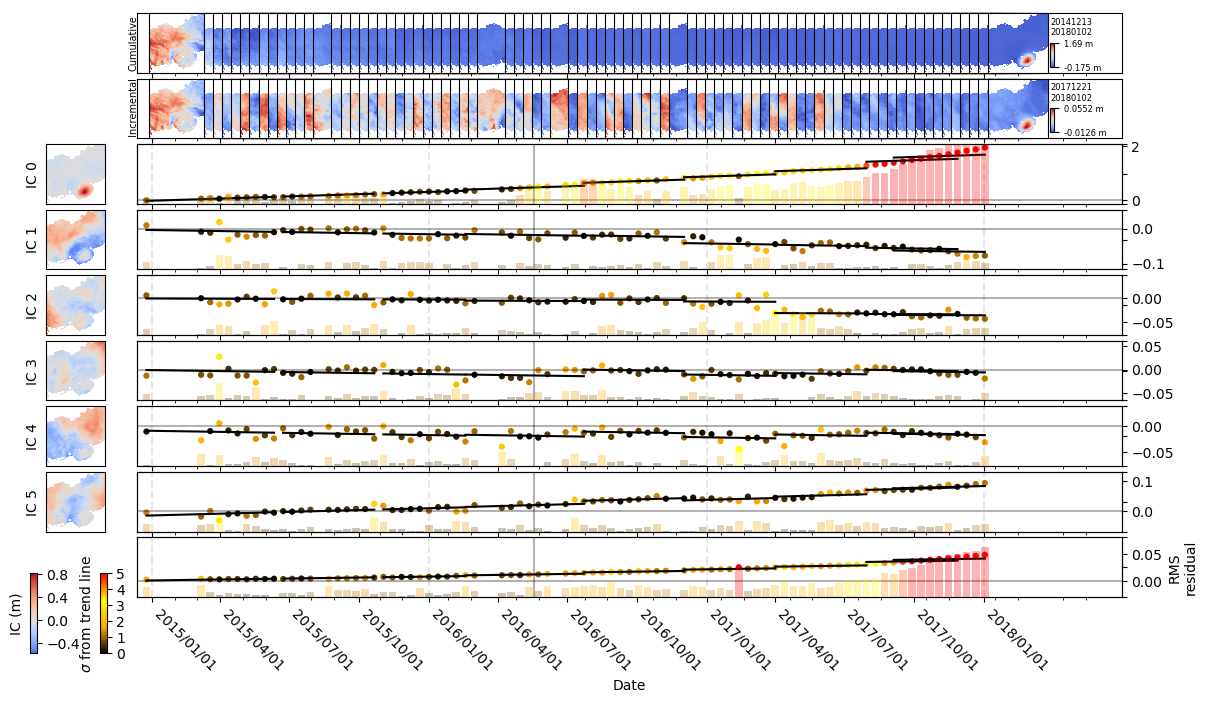 Cumulative
20141213
20180102
1.69 m
-0.175 m
Incremental
20171221
20180102
0.0552 m
-0.0126 m
IC 0
2
0
IC 1
0.0
−0.1
IC 2
0.00
−0.05
IC 3
0.05
0.00
−0.05
IC 4
0.00
−0.05
IC 5
0.1
0.0
0.05
0.00
RMS
residual
IC (m)
0.8
0.4
0.0
−0.4
σ from trend line
5
4
3
2
1
0
2015/01/01
2015/04/01
2015/07/01
2015/10/01
2016/01/01
2016/04/01
2016/07/01
2016/10/01
2017/01/01
2017/04/01
2017/07/01
2017/10/01
2018/01/01
Date